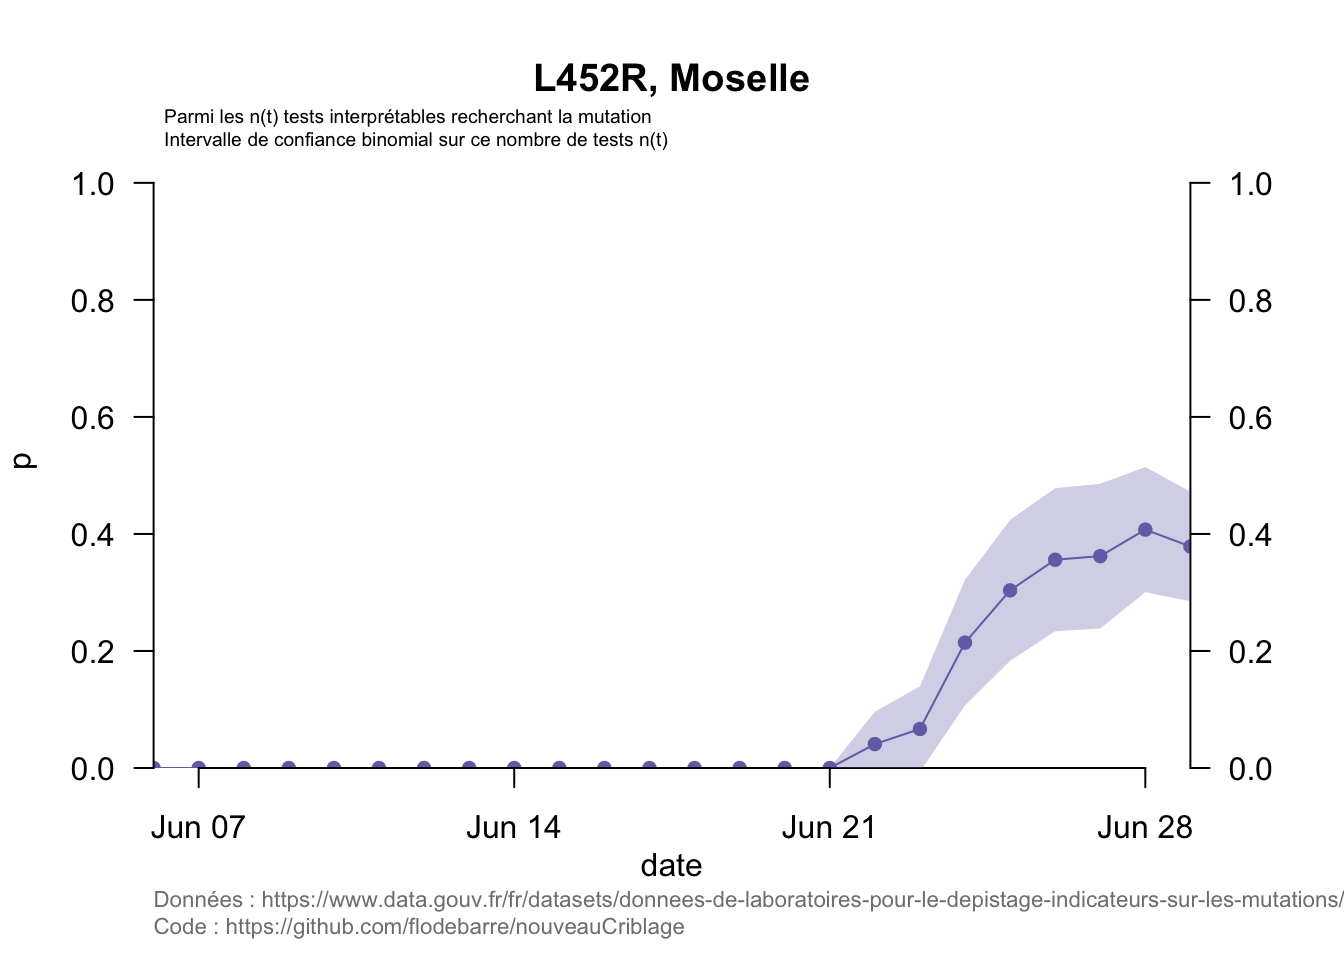 L452R, Moselle
Parmi les n(t) tests interprétables recherchant la mutation
Intervalle de confiance binomial sur ce nombre de tests n(t)
1.0 1.0
0.8 0.8
0.6 0.6
p
0.4 0.4
0.2 0.2
0.0 0.0
Jun 07 Jun 14 Jun 21 Jun 28
date
Données : https://www.data.gouv.fr/fr/datasets/donnees-de-laboratoires-pour-le-depistage-indicateurs-sur-les-mutations/
Code : https://github.com/flodebarre/nouveauCriblage